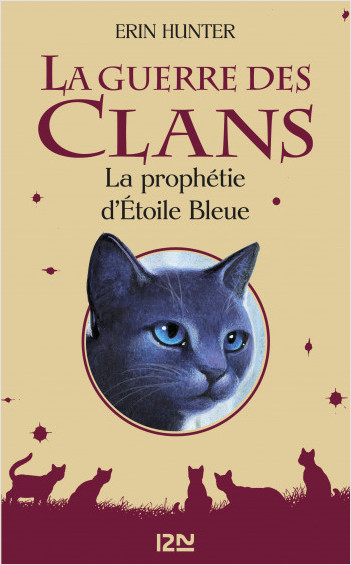 ERIN HUNTER
LA GUERRE DES
CLANS
La prophétie
d'Étoile Bleue
12N